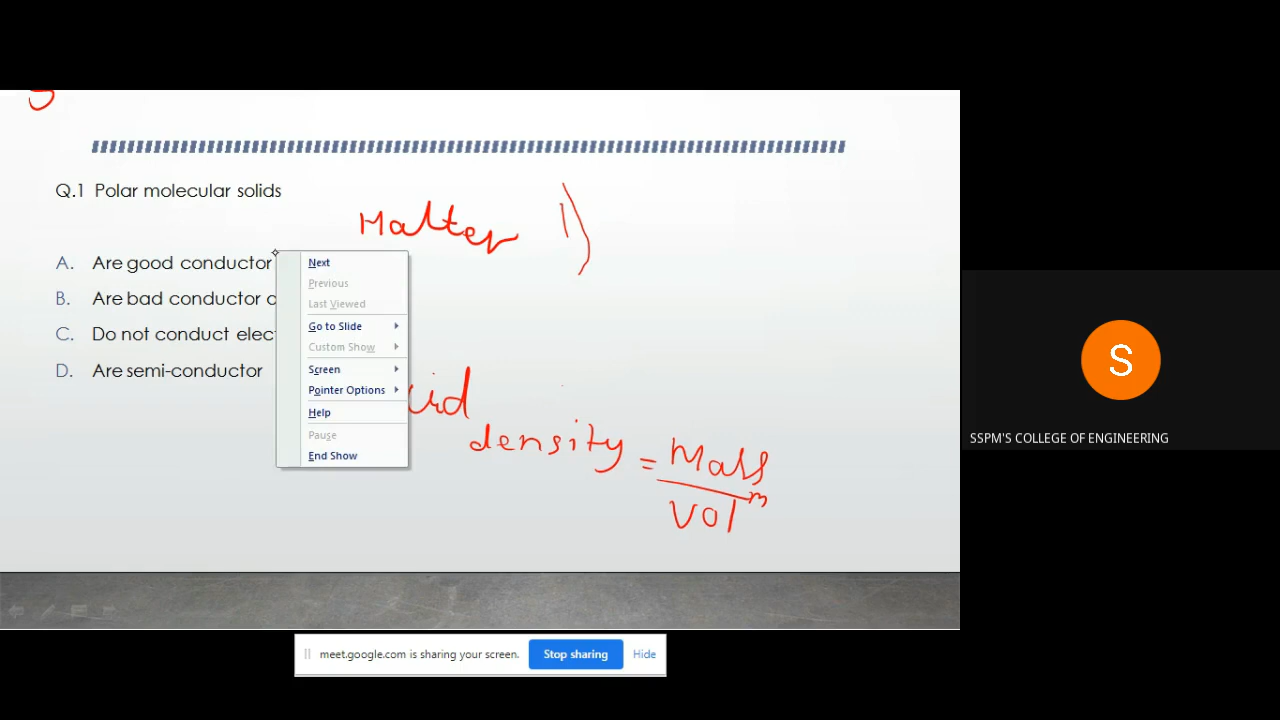 Q.1 Polar molecular solids
Matter 1)
A. Are good conductor
B. Are bad conductor
C. Do not conduct
D. Are semi-conductor
Next
Previous
Last Viewed
Go to Slide
Custom Show
Screen
Pointer Options
Help
Pause
End Show
density = Mass
Vol m
S
SSPM'S COLLEGE OF ENGINEERING
meet.google.com is sharing your screen.
Stop sharing
Hide